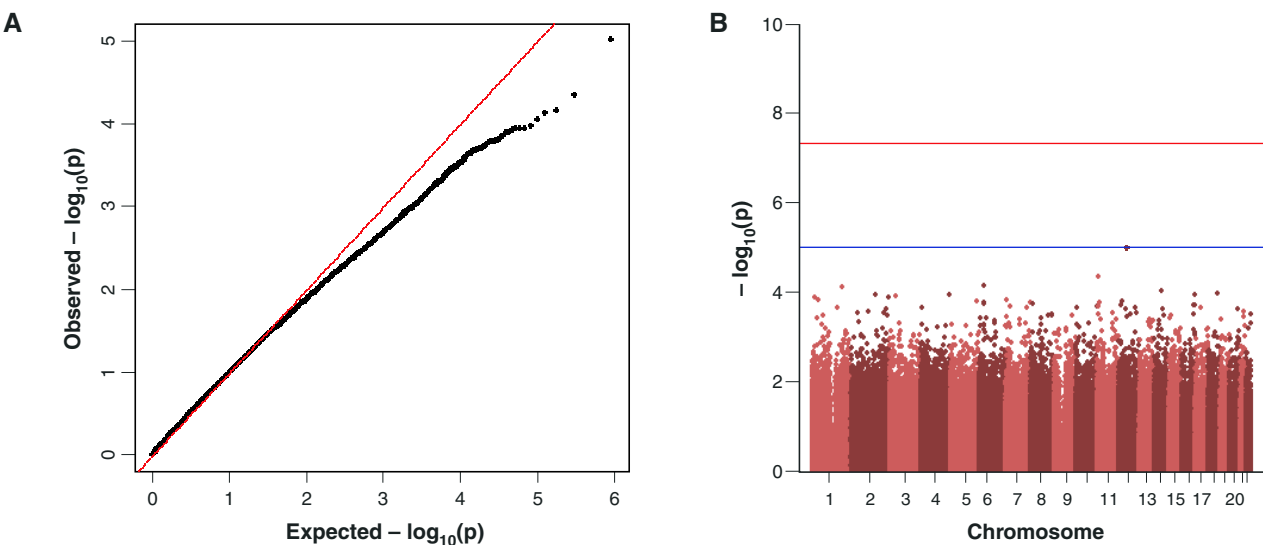 A
Observed – log10(p)
5
4
3
2
1
0
0 1 2 3 4 5 6
Expected – log10(p)
B
– log10(p)
10
8
6
4
2
0
1 2 3 4 5 6 7 8 9 11 13 15 17 20
Chromosome